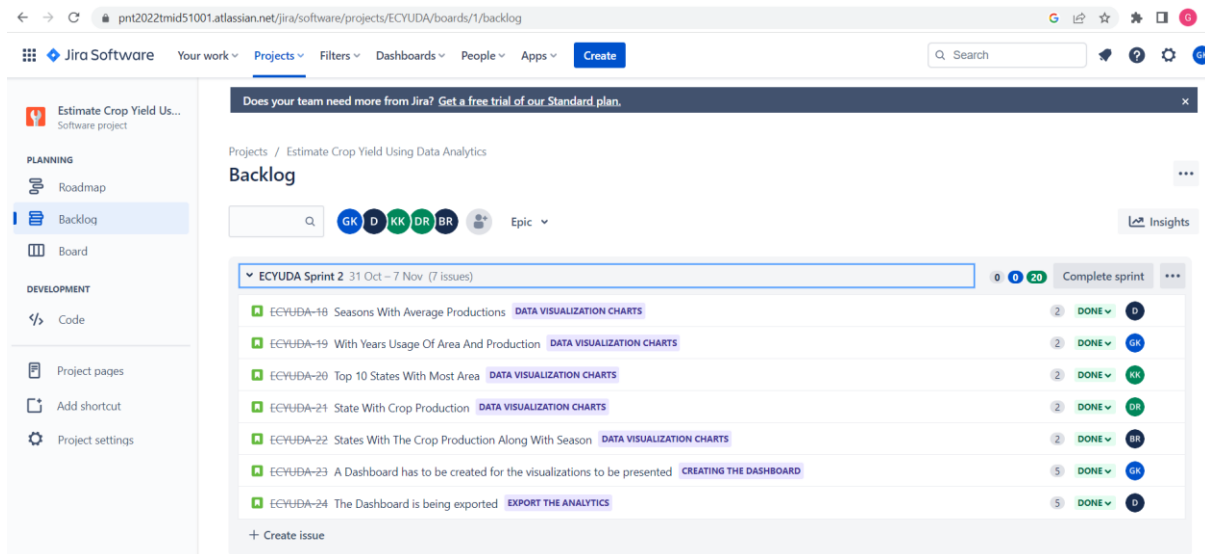 pnt2022tmid51001.atlassian.net/jira/software/projects/ECYUDA/boards/1/backlog G
Jira Software Your work Projects Filters Dashboards People Apps Create Search GK
Does your team need more from Jira? Get a free trial of our Standard plan.
Estimate Crop Yield Us...
Software project
PLANNING
Roadmap
Backlog
Board
DEVELOPMENT
Code
Project pages
Add shortcut
Project settings
Projects / Estimate Crop Yield Using Data Analytics
Backlog
GK D KK DR BR Epic Insights
ECYUDA Sprint 2 31 Oct – 7 Nov (7 issues) 0 0 20 Complete sprint
ECYUDA-18 Seasons With Average Productions DATA VISUALIZATION CHARTS 2 DONE D
ECYUDA-19 With Years Usage Of Area And Production DATA VISUALIZATION CHARTS 2 DONE GK
ECYUDA-20 Top 10 States With Most Area DATA VISUALIZATION CHARTS 2 DONE KK
ECYUDA-21 State With Crop Production DATA VISUALIZATION CHARTS 2 DONE DR
ECYUDA-22 States With The Crop Production Along With Season DATA VISUALIZATION CHARTS 2 DONE BR
ECYUDA-23 A Dashboard has to be created for the visualizations to be presented CREATING THE DASHBOARD 5 DONE GK
ECYUDA-24 The Dashboard is being exported EXPORT THE ANALYTICS 5 DONE D
+ Create issue